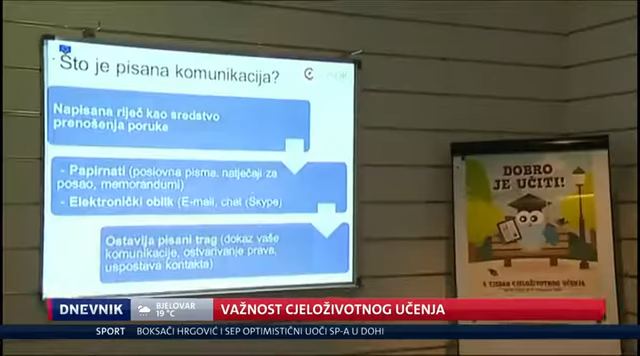 Što je pisana komunikacija?
Napisana riječ kao sredstvo
prenošenja poruke
- Papirnati (poslovna pisma, natječaji za
posao, memorandumi)
- Elektronički oblik (E-mail, chat (Skype)
Ostavlja pisani trag (dokaz vaše
komunikacije, ostvarivanje prava,
uspostava kontakta)
DOBRO
JE UČITI!
DNEVNIK
BJELOVAR
19 °C
VAŽNOST CJELOŽIVOTNOG UČENJA
SPORT BOKSAČI HRGOVIĆ I SEP OPTIMISTIČNI UOČI SP-A U DOHI